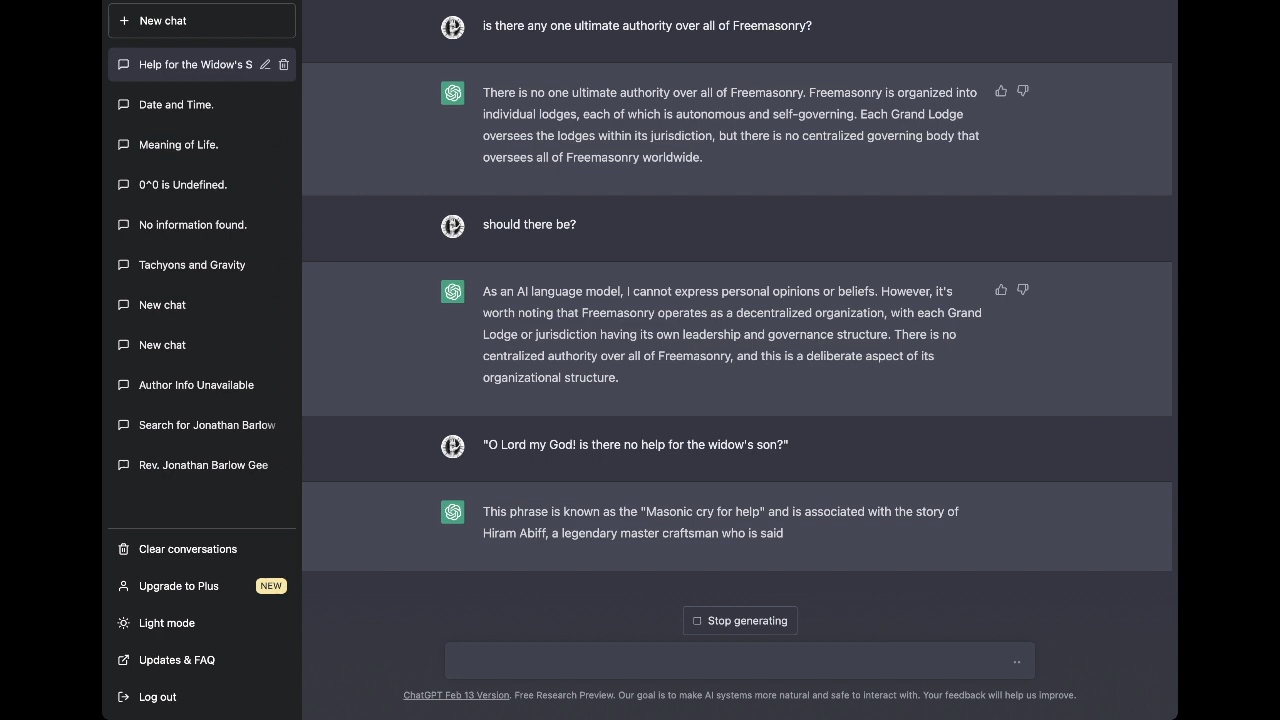 New chat
Help for the Widow's S
Date and Time.
Meaning of Life.
0^0 is Undefined.
No information found.
Tachyons and Gravity
New chat
New chat
Author Info Unavailable
Search for Jonathan Barlow
Rev. Jonathan Barlow Gee
Clear conversations
Upgrade to Plus NEW
Light mode
Updates & FAQ
Log out
is there any one ultimate authority over all of Freemasonry?
There is no one ultimate authority over all of Freemasonry. Freemasonry is organized into
individual lodges, each of which is autonomous and self-governing. Each Grand Lodge
oversees the lodges within its jurisdiction, but there is no centralized governing body that
oversees all of Freemasonry worldwide.
should there be?
As an AI language model, I cannot express personal opinions or beliefs. However, it's
worth noting that Freemasonry operates as a decentralized organization, with each Grand
Lodge or jurisdiction having its own leadership and governance structure. There is no
centralized authority over all of Freemasonry, and this is a deliberate aspect of its
organizational structure.
"O Lord my God! is there no help for the widow's son?"
This phrase is known as the "Masonic cry for help" and is associated with the story of
Hiram Abiff, a legendary master craftsman who is said
Stop generating
ChatGPT Feb 13 Version. Free Research Preview. Our goal is to make AI systems more natural and safe to interact with. Your feedback will help us improve.